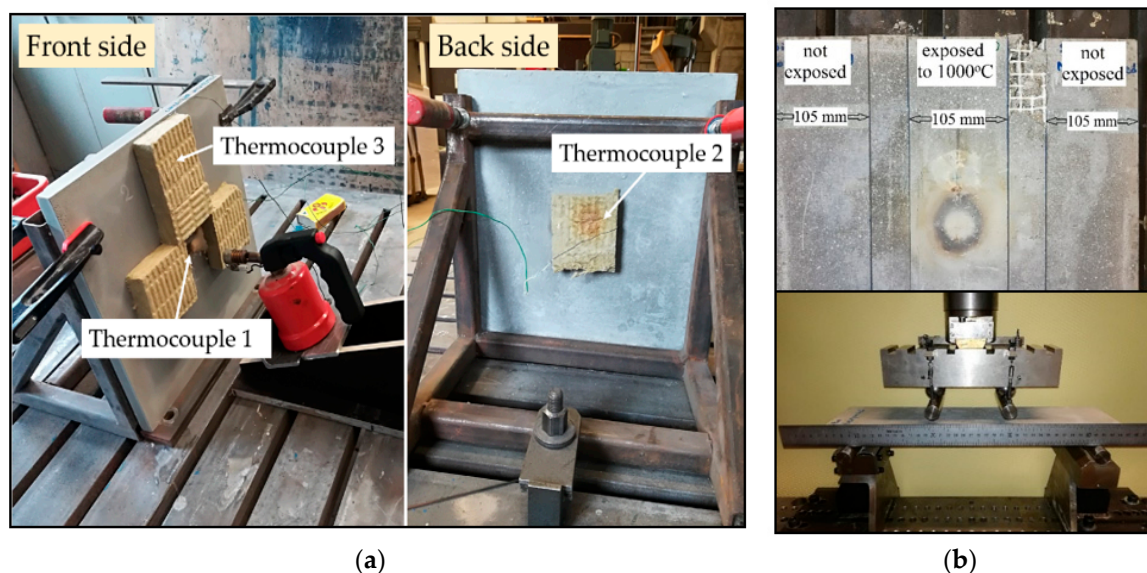 Front side
Thermocouple 3
Thermocouple 1
Back side
Thermocouple 2
(a)
not
exposed
exposed
to 1000°C
not
exposed
105 mm
105 mm
105 mm
(b)